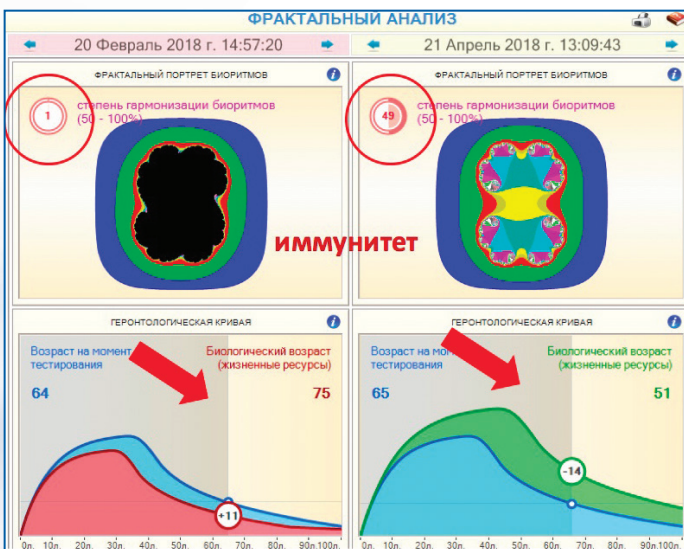 ФРАКТАЛЬНЫЙ АНАЛИЗ
20 Февраль 2018 г. 14:57:20
21 Апрель 2018 г. 13:09:43
ФРАКТАЛЬНЫЙ ПОРТРЕТ БИОРИТМОВ
ФРАКТАЛЬНЫЙ ПОРТРЕТ БИОРИТМОВ
1
степень гармонизации биоритмов
(50 - 100%)
49
степень гармонизации биоритмов
(50 - 100%)
иммунитет
ГЕРОНТОЛОГИЧЕСКАЯ КРИВАЯ
ГЕРОНТОЛОГИЧЕСКАЯ КРИВАЯ
Возраст на момент
тестирования
64
Биологический возраст
(жизненные ресурсы)
75
+11
0л. 10л. 20л. 30л. 40л. 50л. 60л. 70л. 80л. 90л.100л.
Возраст на мом
тестирования
65
Биологический возраст
(жизненные ресурсы)
51
-14
0л. 10л. 20л. 30л. 40л. 50л. 60л. 70л. 80л. 90л.100л.